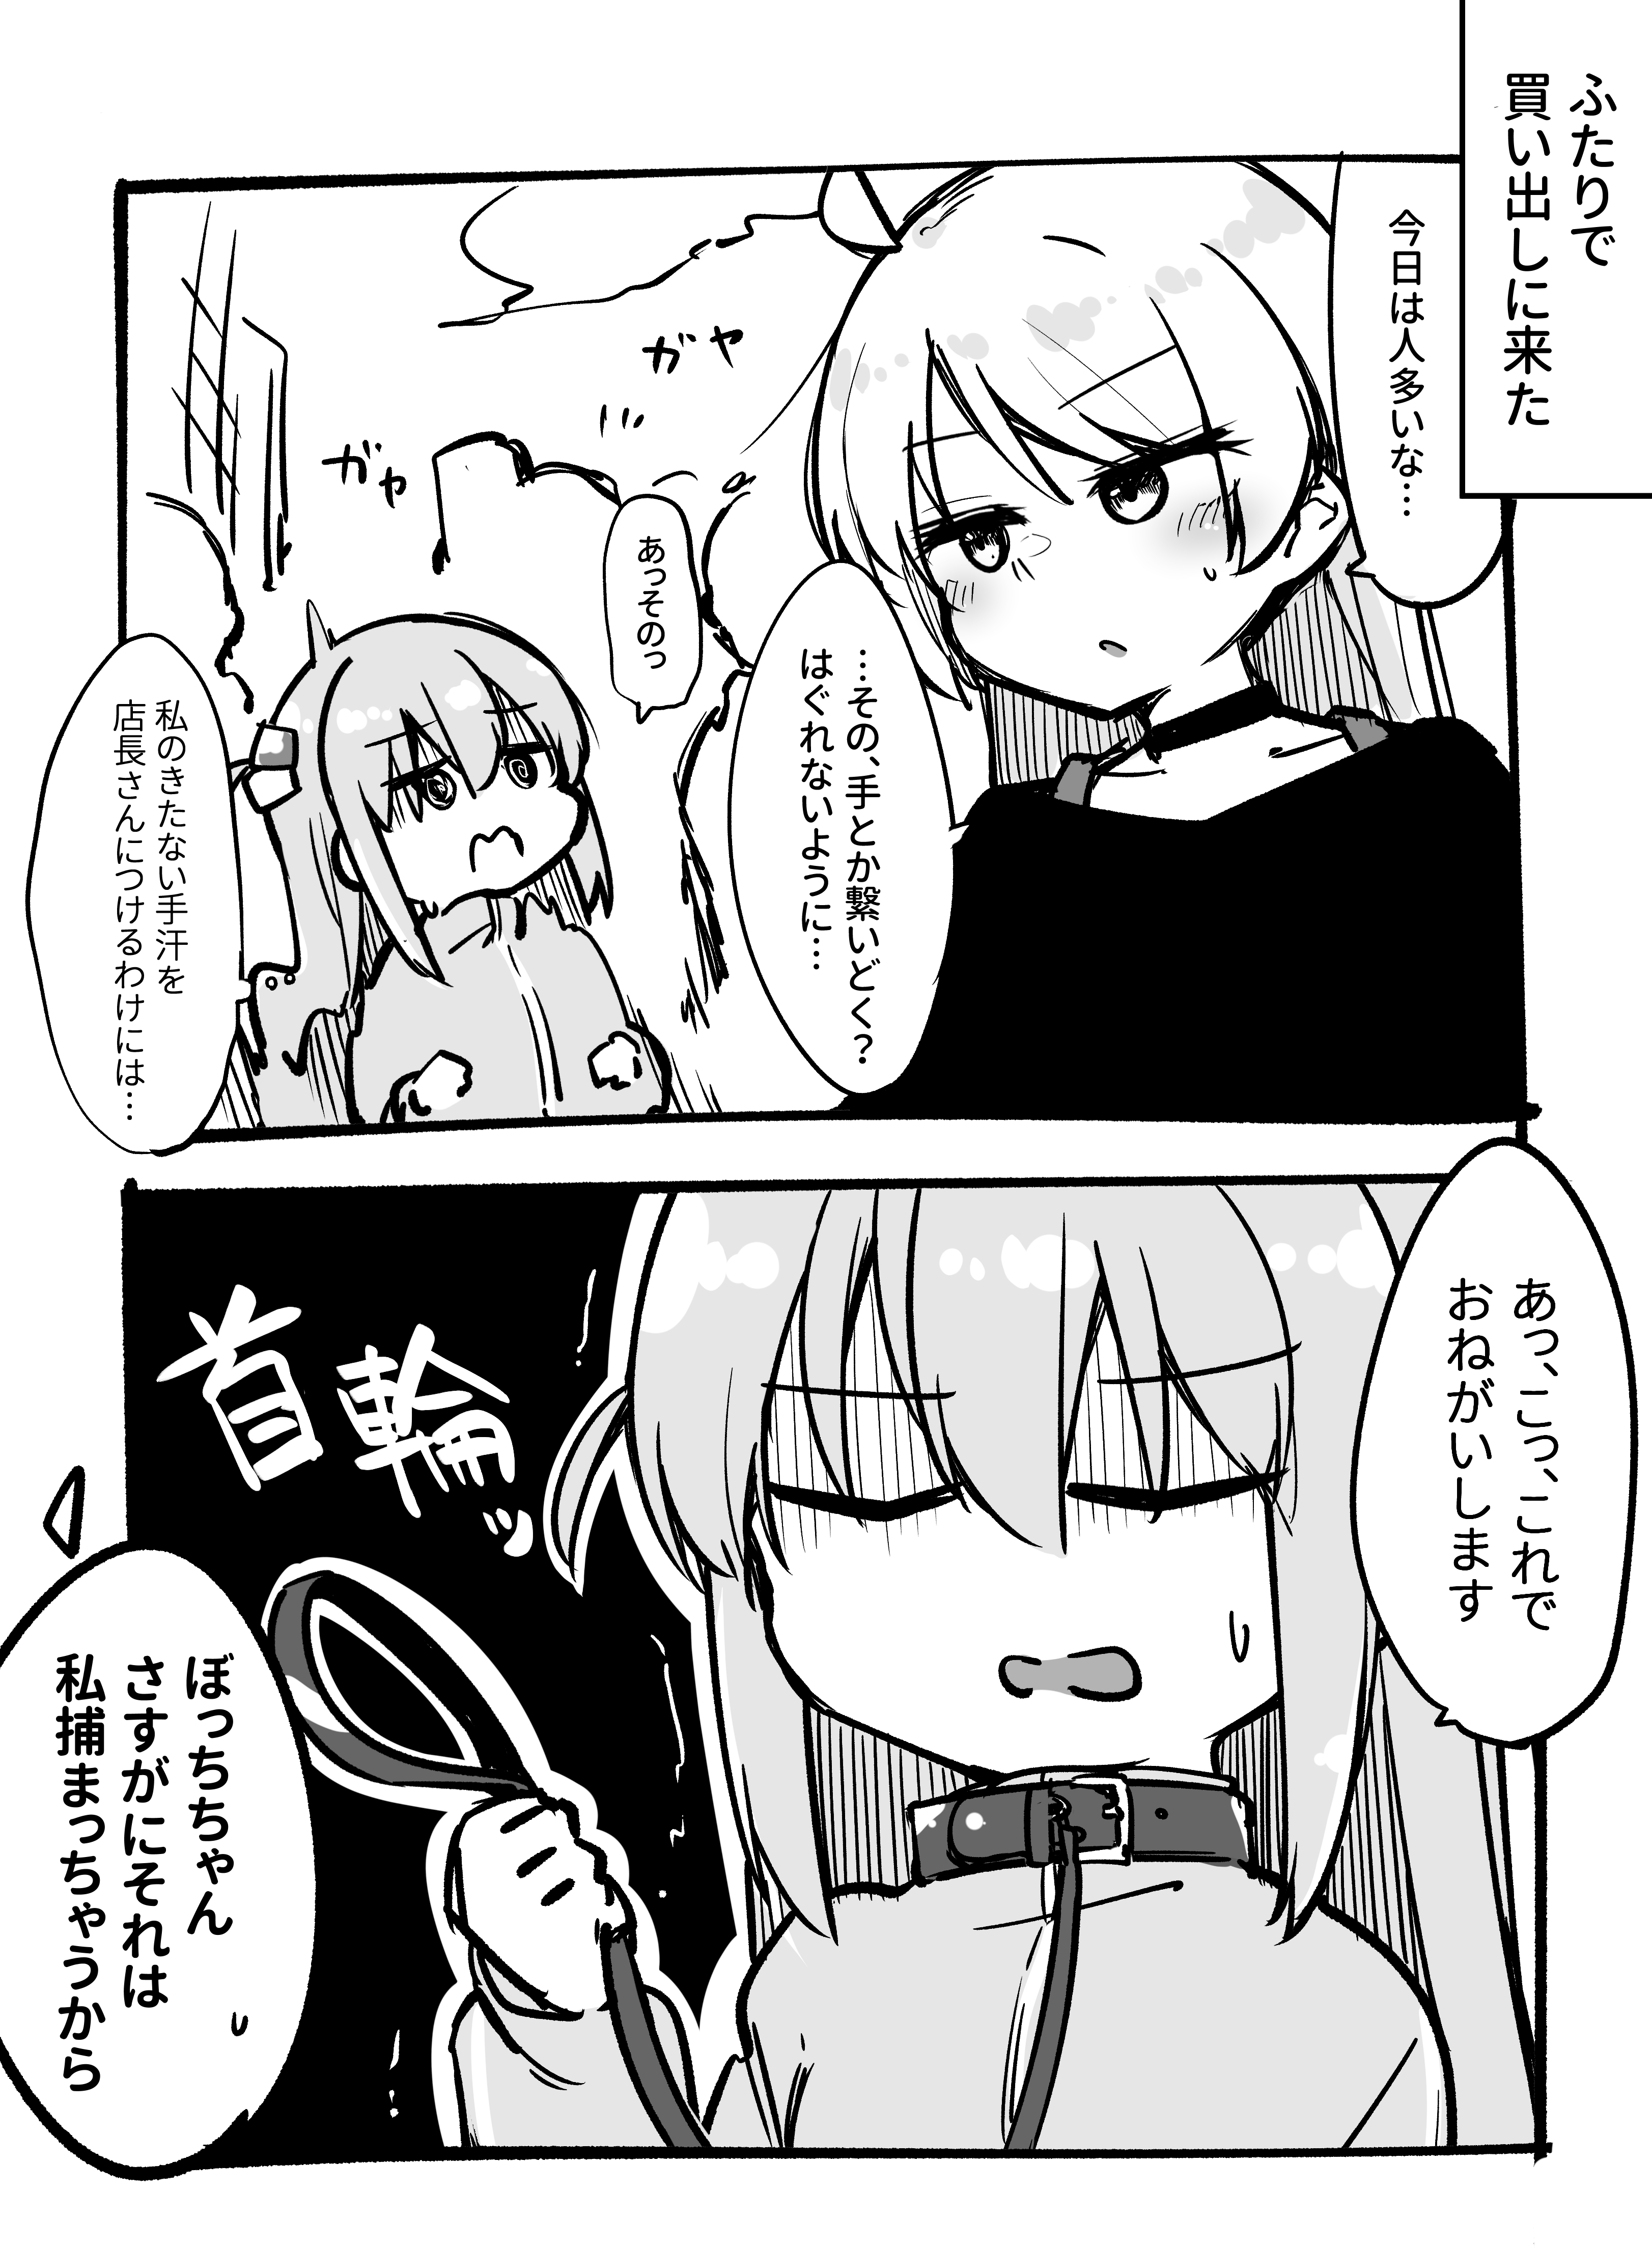 ふたりで
買い出しに来た
今日は人多いな…
…その、手とか繋いどく?
はぐれないように…
ガヤ
ガヤ
あっそのっ
私のきたない手汗を
店長さんにつけるわけには…
あっ、こっ、これで
おねがいします
首輪ッ
ぼっちちゃん
さすがにそれは
私捕まっちゃうから